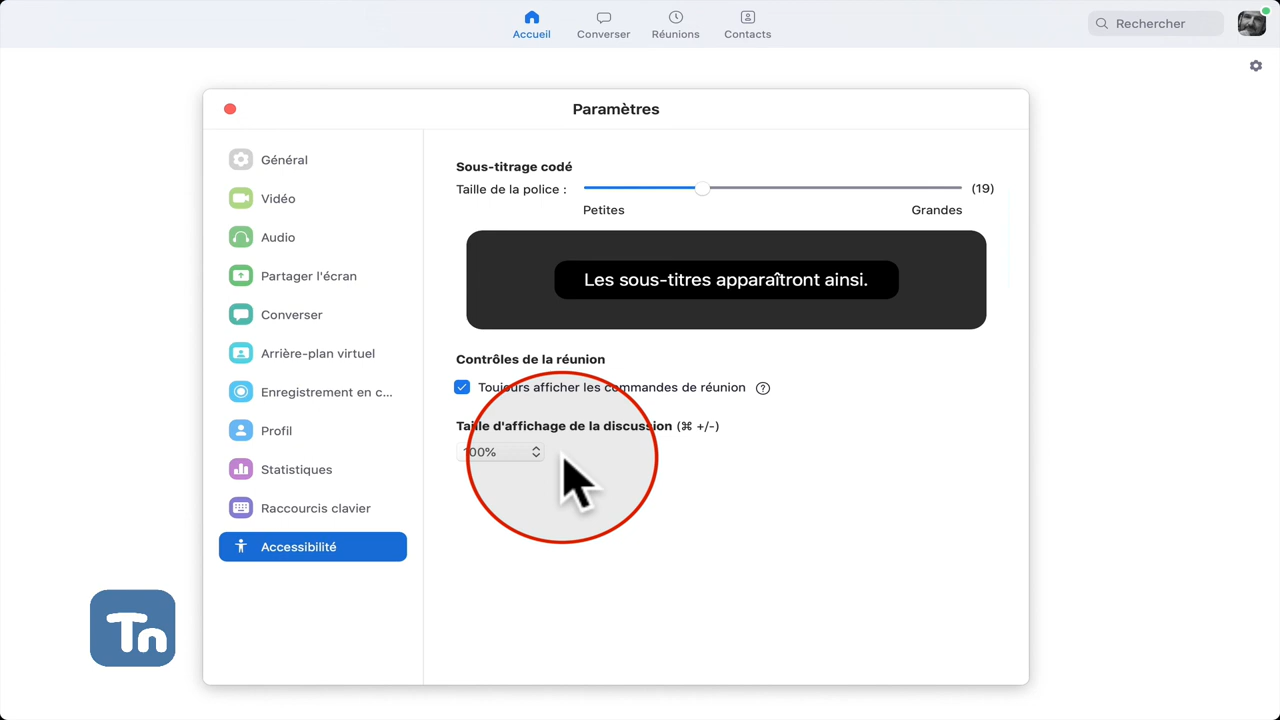 Accueil
Converser
Réunions
Contacts
Rechercher
Paramètres
Général
Vidéo
Audio
Partager l'écran
Converser
Arrière-plan virtuel
Enregistrement en c...
Profil
Statistiques
Raccourcis clavier
Accessibilité
Sous-titrage codé
Taille de la police :
(19)
Petites
Grandes
Les sous-titres apparaîtront ainsi.
Contrôles de la réunion
Toujours afficher les commandes de réunion ?
Taille d'affichage de la discussion (⌘ +/-)
100%
Tn